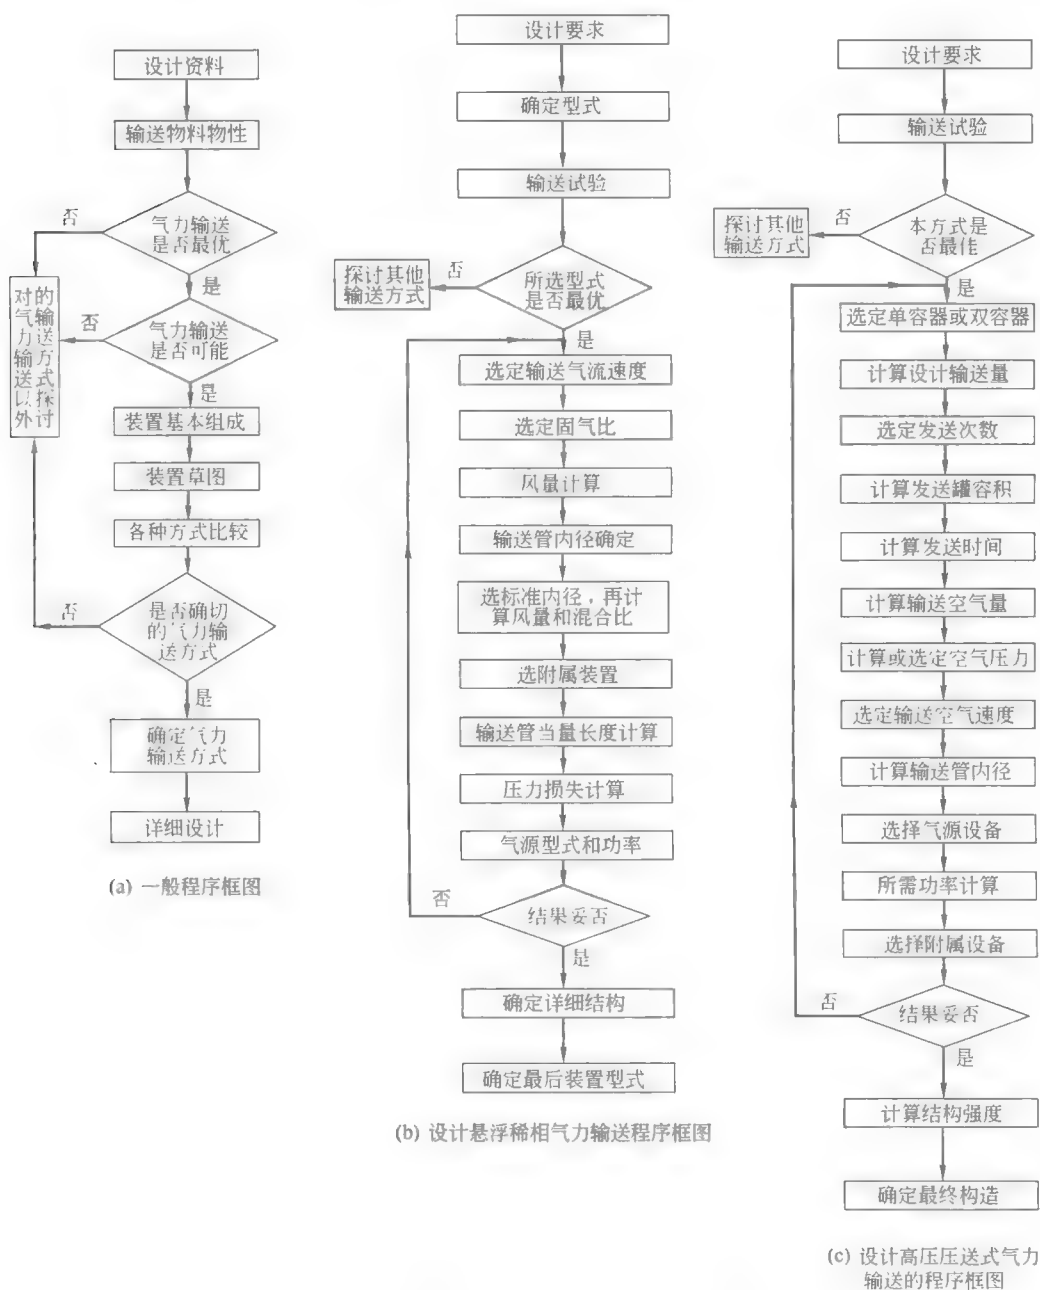 设计资料
输送物料物性
气力输送
是否最优
否
是
气力输送
是否可能
否
是
对气力输送以外
的输送方式探讨
装置基本组成
装置草图
各种方式比较
是否确切
的气力输
送方式
否
是
确定气力
输送方式
详细设计
(a) 一般程序框图
设计要求
确定型式
输送试验
所选型式
是否最优
否
探讨其他
输送方式
是
选定输送气流速度
选定固气比
风量计算
输送管内径确定
选标准内径，再计
算风量和混合比
选附属装置
输送管当量长度计算
压力损失计算
气源型式和功率
结果妥否
否
是
确定详细结构
确定最后装置型式
(b) 设计悬浮稀相气力输送程序框图
设计要求
输送试验
本方式是
否最佳
否
探讨其他
输送方式
是
选定单容器或双容器
计算设计输送量
选定发送次数
计算发送罐容积
计算发送时间
计算输送空气量
计算或选定空气压力
选定输送空气速度
计算输送管内径
选择气源设备
所需功率计算
选择附属设备
结果妥否
否
是
计算结构强度
确定最终构造
(c) 设计高压压送式气力
输送的程序框图